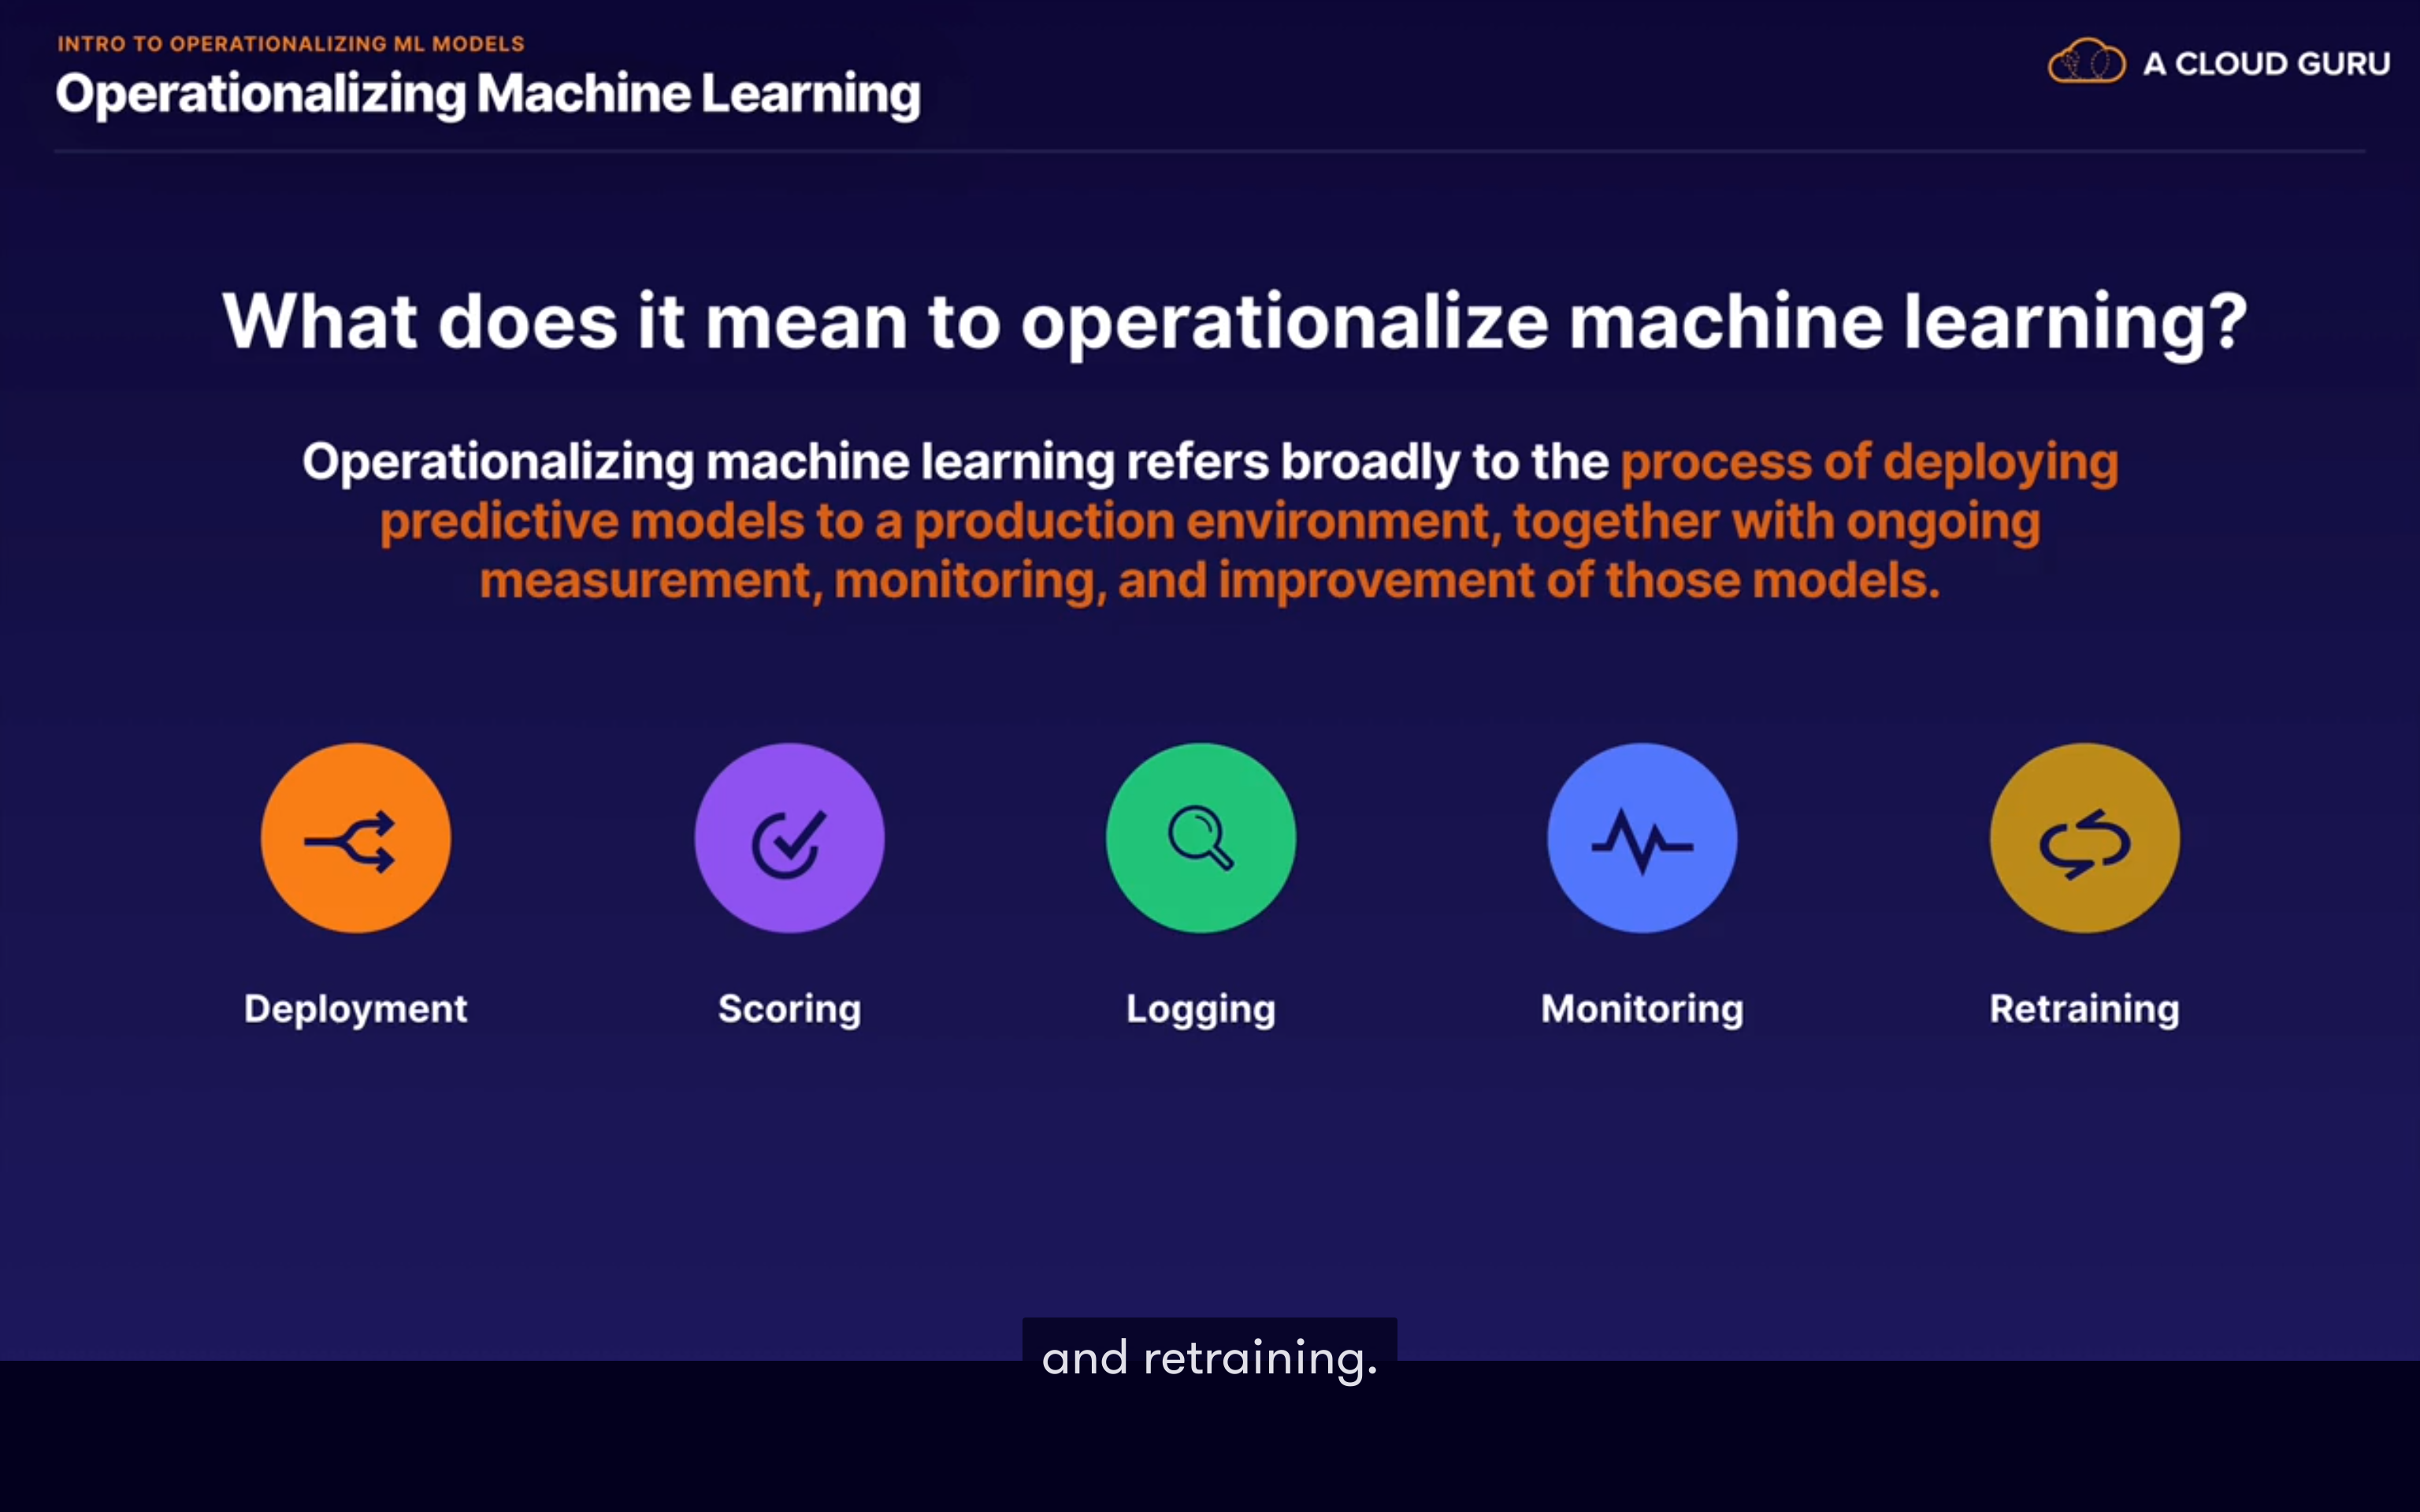 INTRO TO OPERATIONALIZING ML MODELS
Operationalizing Machine Learning
A CLOUD GURU
What does it mean to operationalize machine learning?
Operationalizing machine learning refers broadly to the process of deploying
predictive models to a production environment, together with ongoing
measurement, monitoring, and improvement of those models.
Deployment
Scoring
Logging
Monitoring
Retraining
and retraining.